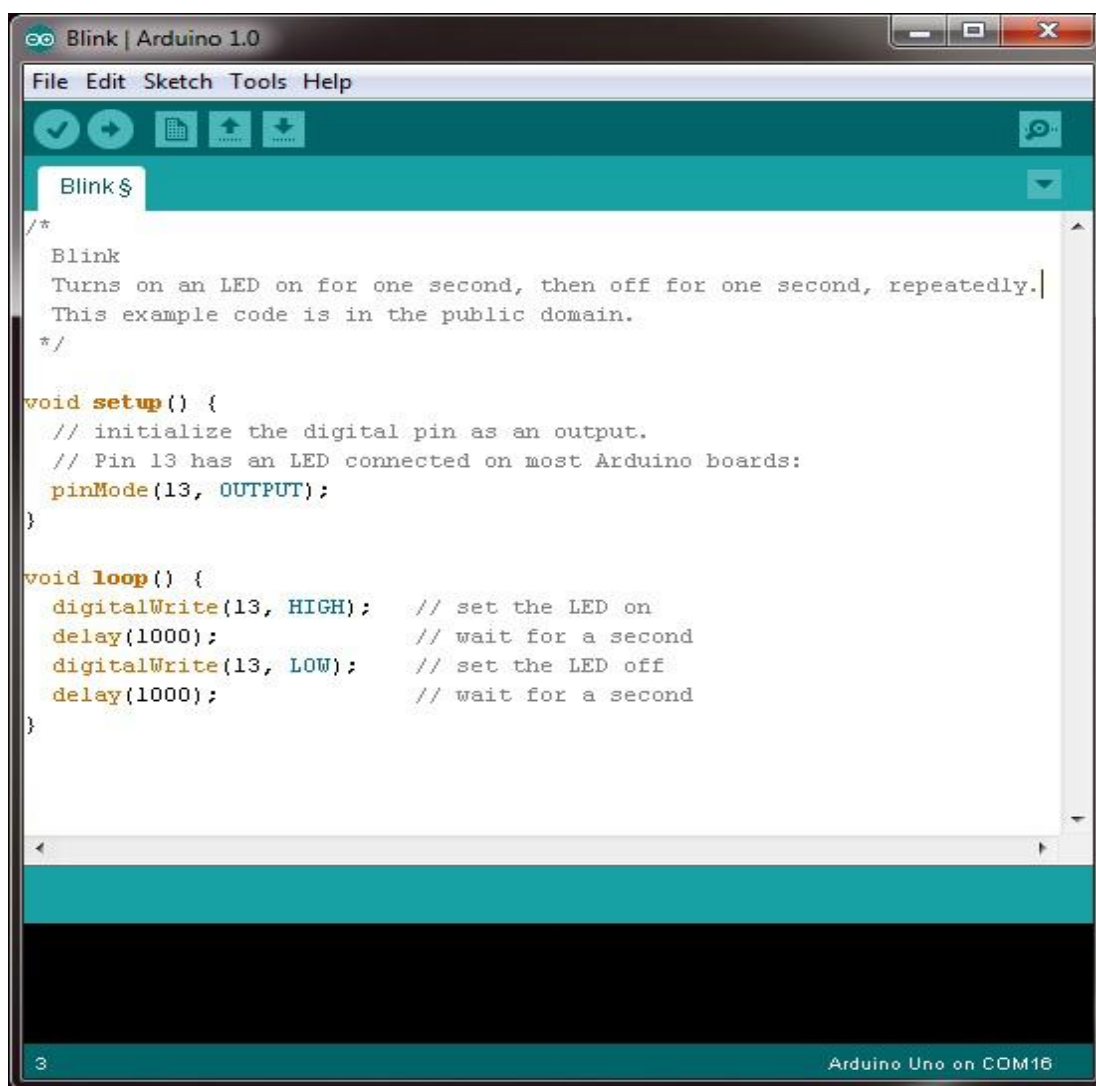 Blink | Arduino 1.0
File Edit Sketch Tools Help
Blink §
/*
  Blink
  Turns on an LED on for one second, then off for one second, repeatedly.
  This example code is in the public domain.
 */
void setup() {
  // initialize the digital pin as an output.
  // Pin 13 has an LED connected on most Arduino boards:
  pinMode(13, OUTPUT);
}
void loop() {
  digitalWrite(13, HIGH);   // set the LED on
  delay(1000);              // wait for a second
  digitalWrite(13, LOW);    // set the LED off
  delay(1000);              // wait for a second
}
3 Arduino Uno on COM16